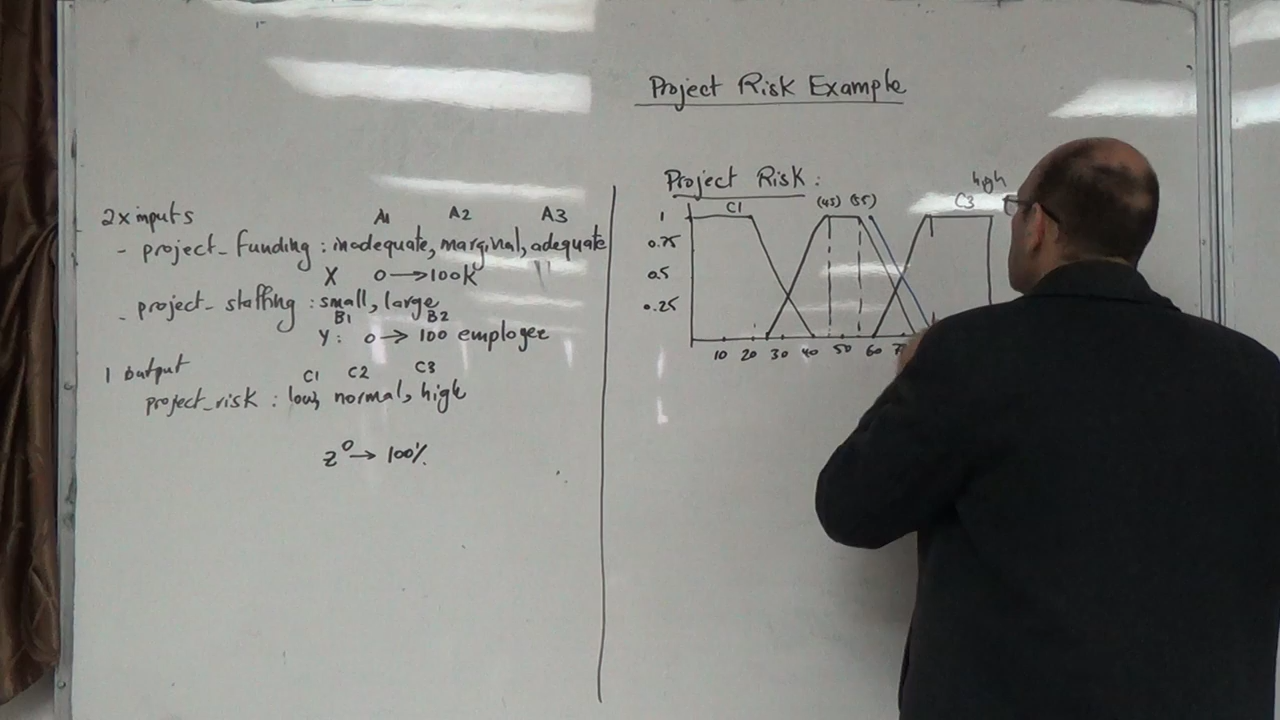 Project Risk Example
2x inputs
A1 A2 A3
- project_funding : inadequate, marginal, adequate
X 0→100K
- project_staffing : small, large
B1 B2
Y: 0→100 employee
1 output
C1 C2 C3
project_risk : low, normal, high
Z 0→100%
Project Risk:
high
C1 (45) (55) C3
1
0.75
0.5
0.25
10 20 30 40 50 60